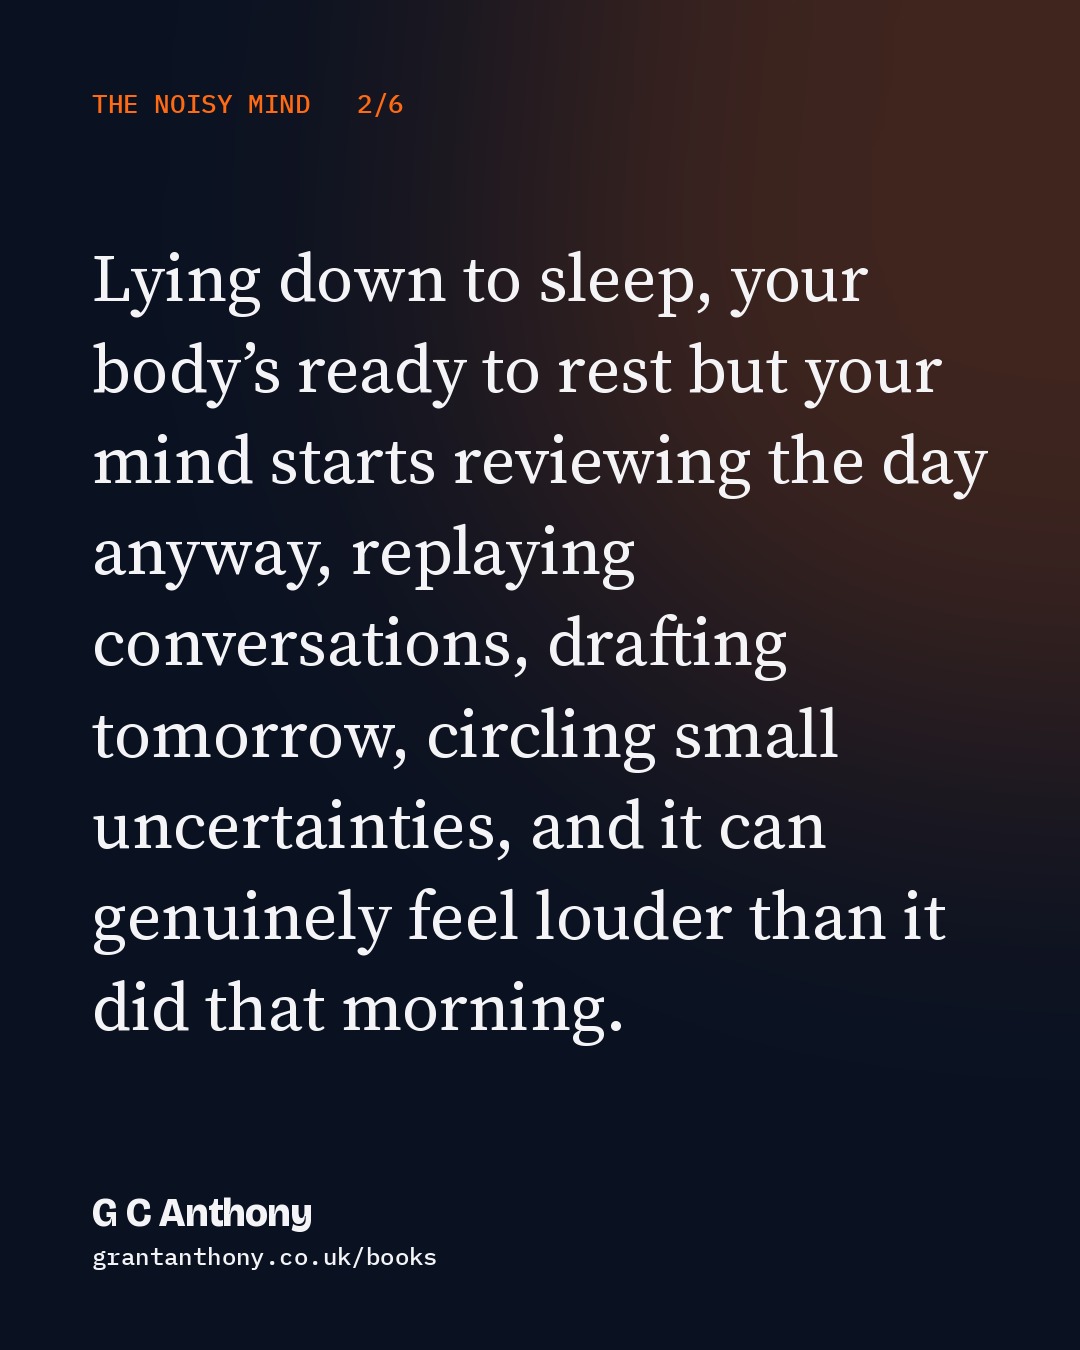 THE NOISY MIND 2/6
Lying down to sleep, your
body’s ready to rest but your
mind starts reviewing the day
anyway, replaying
conversations, drafting
tomorrow, circling small
uncertainties, and it can
genuinely feel louder than it
did that morning.
G C Anthony
grantanthony.co.uk/books